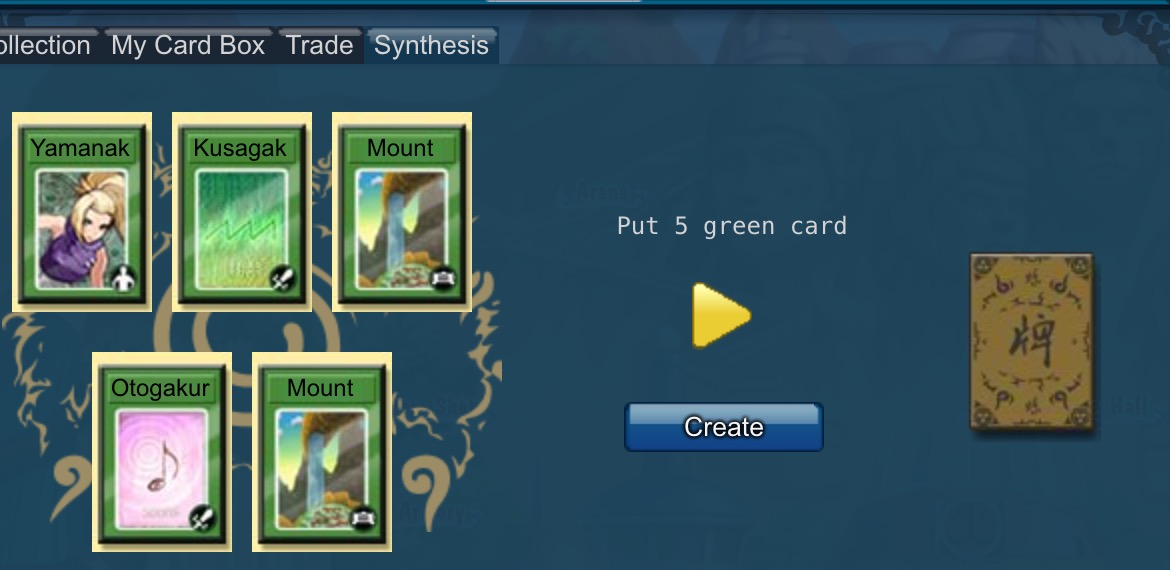 ollection My Card Box Trade Synthesis
Yamanak Kusagak Mount
Put 5 green card
牌
Otogakur Mount
Create